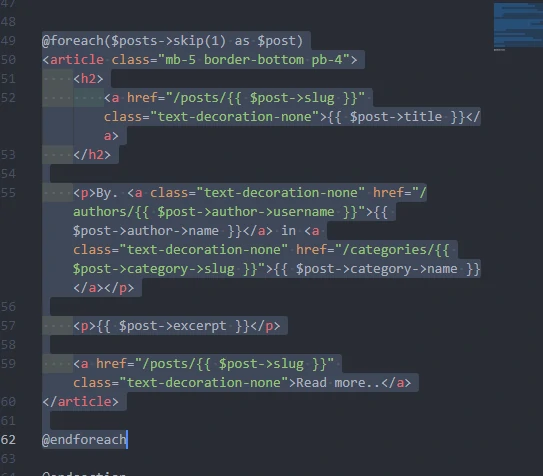 47
48
49 @foreach($posts->skip(1) as $post)
50 <article class="mb-5 border-bottom pb-4">
51 <h2>
52 <a href="/posts/{{ $post->slug }}"
class="text-decoration-none">{{ $post->title }}</
a>
53 </h2>
54
55 <p>By. <a class="text-decoration-none" href="/
authors/{{ $post->author->username }}">{{
$post->author->name }}</a> in <a
class="text-decoration-none" href="/categories/{{
$post->category->slug }}">{{ $post->category->name }}
</a></p>
56
57 <p>{{ $post->excerpt }}</p>
58
59 <a href="/posts/{{ $post->slug }}"
class="text-decoration-none">Read more..</a>
60 </article>
61
62 @endforeach
63